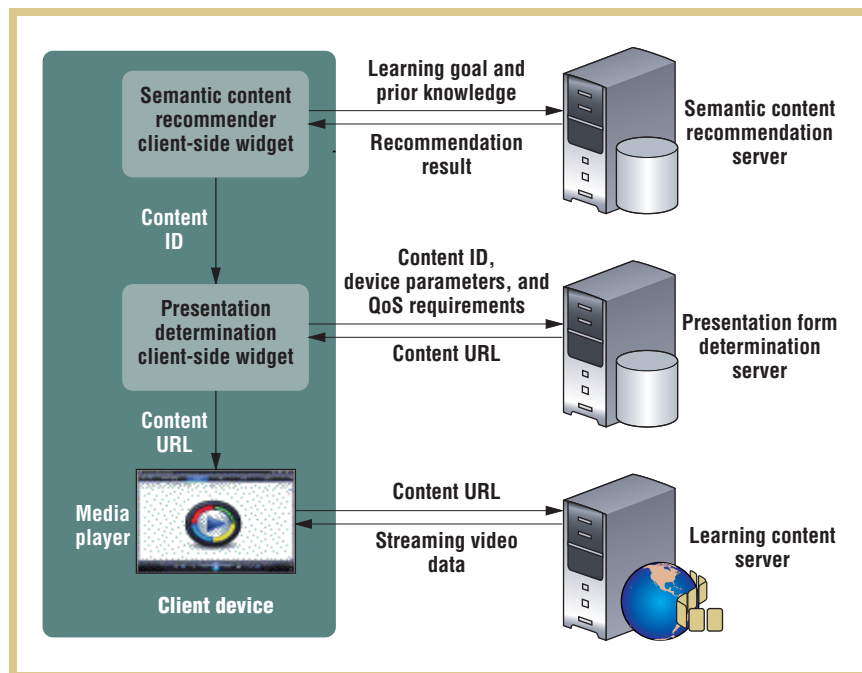 Semantic content
recommender
client-side widget
Learning goal and
prior knowledge
Recommendation
result
Semantic content
recommendation
server
Content
ID
Content ID,
device parameters, and
QoS requirements
Presentation
determination
client-side widget
Content URL
Presentation form
determination
server
Content
URL
Media
player
Content URL
Streaming video
data
Learning content
server
Client device